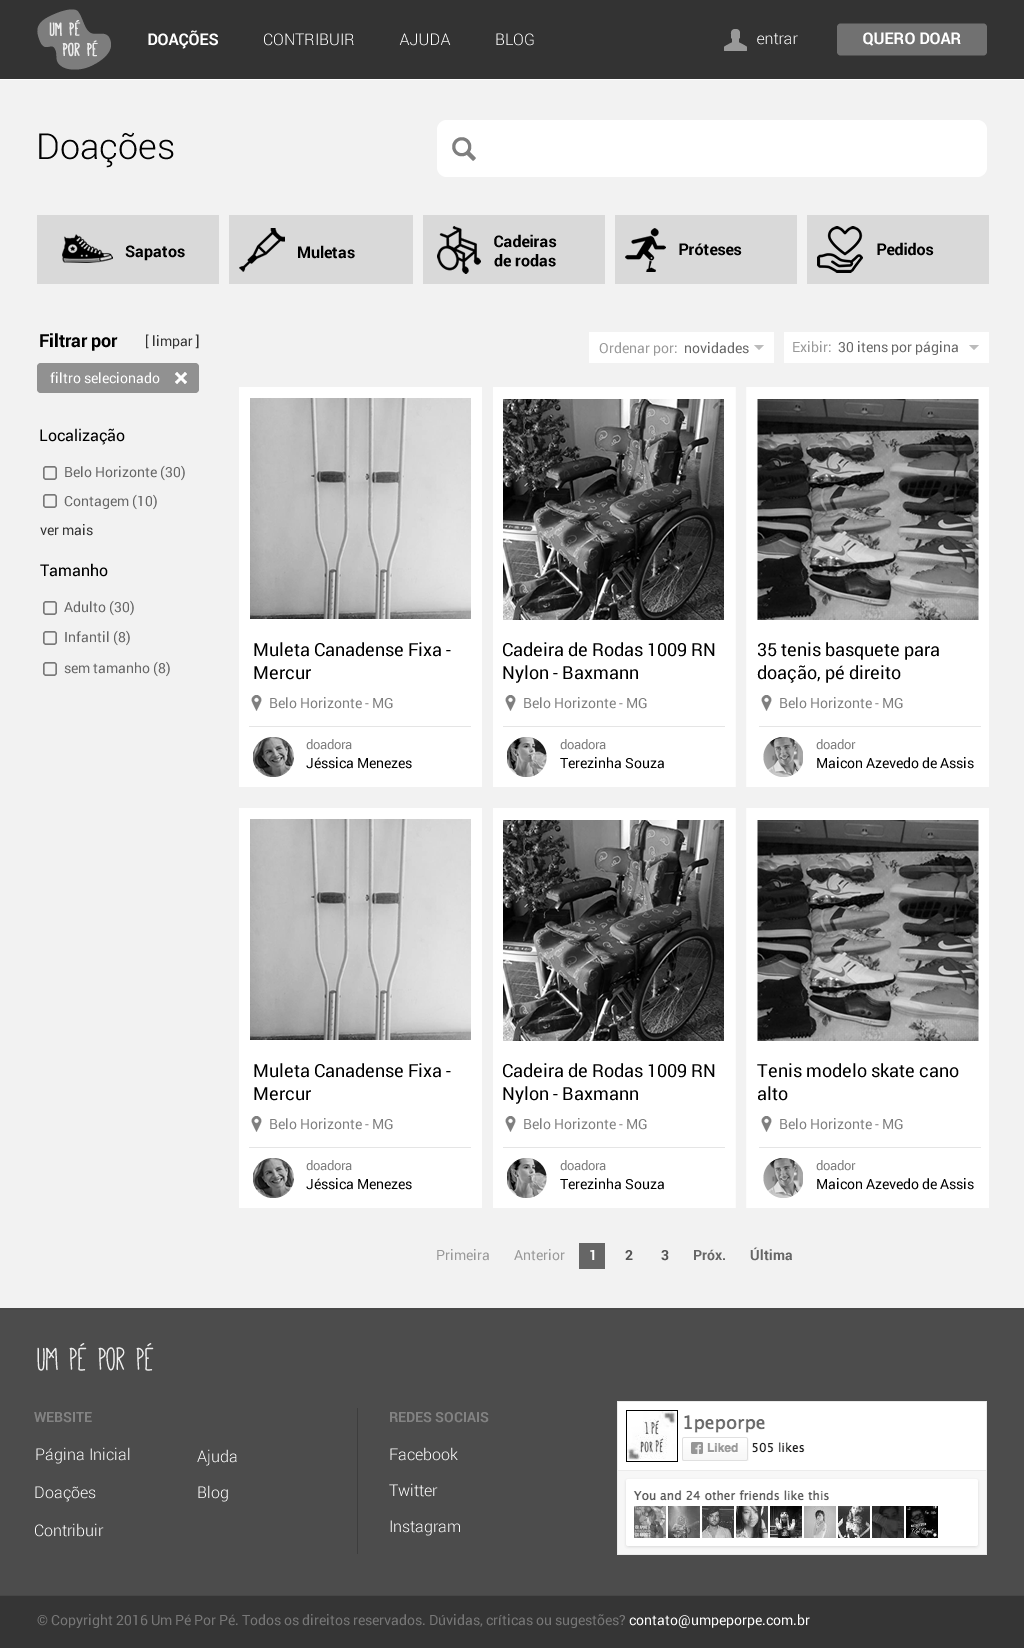 UM PÉ
POR PÉ
DOAÇÕES CONTRIBUIR AJUDA BLOG entrar QUERO DOAR
Doações
Sapatos
Muletas
Cadeiras
de rodas
Próteses
Pedidos
Filtrar por [ limpar ]
filtro selecionado
Localização
Belo Horizonte (30)
Contagem (10)
ver mais
Tamanho
Adulto (30)
Infantil (8)
sem tamanho (8)
Ordenar por: novidades
Exibir: 30 itens por página
Muleta Canadense Fixa -
Mercur
Belo Horizonte - MG
doadora
Jéssica Menezes
Cadeira de Rodas 1009 RN
Nylon - Baxmann
Belo Horizonte - MG
doadora
Terezinha Souza
35 tenis basquete para
doação, pé direito
Belo Horizonte - MG
doador
Maicon Azevedo de Assis
Muleta Canadense Fixa -
Mercur
Belo Horizonte - MG
doadora
Jéssica Menezes
Cadeira de Rodas 1009 RN
Nylon - Baxmann
Belo Horizonte - MG
doadora
Terezinha Souza
Tenis modelo skate cano
alto
Belo Horizonte - MG
doador
Maicon Azevedo de Assis
Primeira Anterior 1 2 3 Próx. Última
UM PÉ POR PÉ
WEBSITE
Página Inicial
Doações
Contribuir
Ajuda
Blog
REDES SOCIAIS
Facebook
Twitter
Instagram
1 PÉ
POR PÉ
1peporpe
Liked 505 likes
You and 24 other friends like this
© Copyright 2016 Um Pé Por Pé. Todos os direitos reservados. Dúvidas, críticas ou sugestões? contato@umpeporpe.com.br